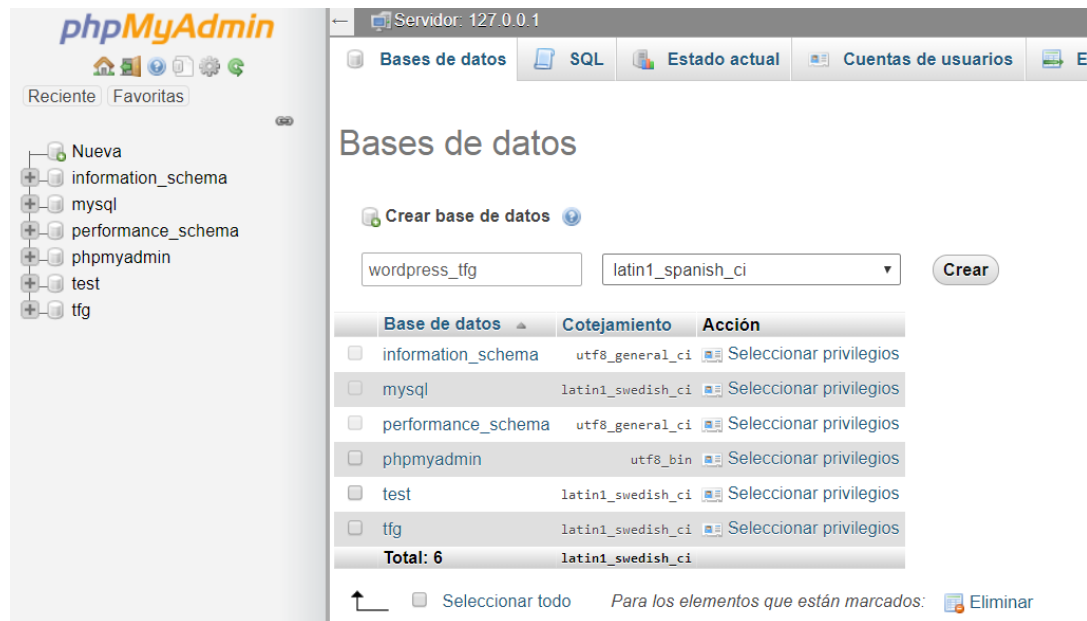 phpMyAdmin
Reciente Favoritas
Nueva
information_schema
mysql
performance_schema
phpmyadmin
test
tfg
Servidor: 127.0.0.1
Bases de datos SQL Estado actual Cuentas de usuarios E
Bases de datos
Crear base de datos
wordpress_tfg latin1_spanish_ci Crear
Base de datos Cotejamiento Acción
information_schema utf8_general_ci Seleccionar privilegios
mysql latin1_swedish_ci Seleccionar privilegios
performance_schema utf8_general_ci Seleccionar privilegios
phpmyadmin utf8_bin Seleccionar privilegios
test latin1_swedish_ci Seleccionar privilegios
tfg latin1_swedish_ci Seleccionar privilegios
Total: 6 latin1_swedish_ci
Seleccionar todo Para los elementos que están marcados: Eliminar